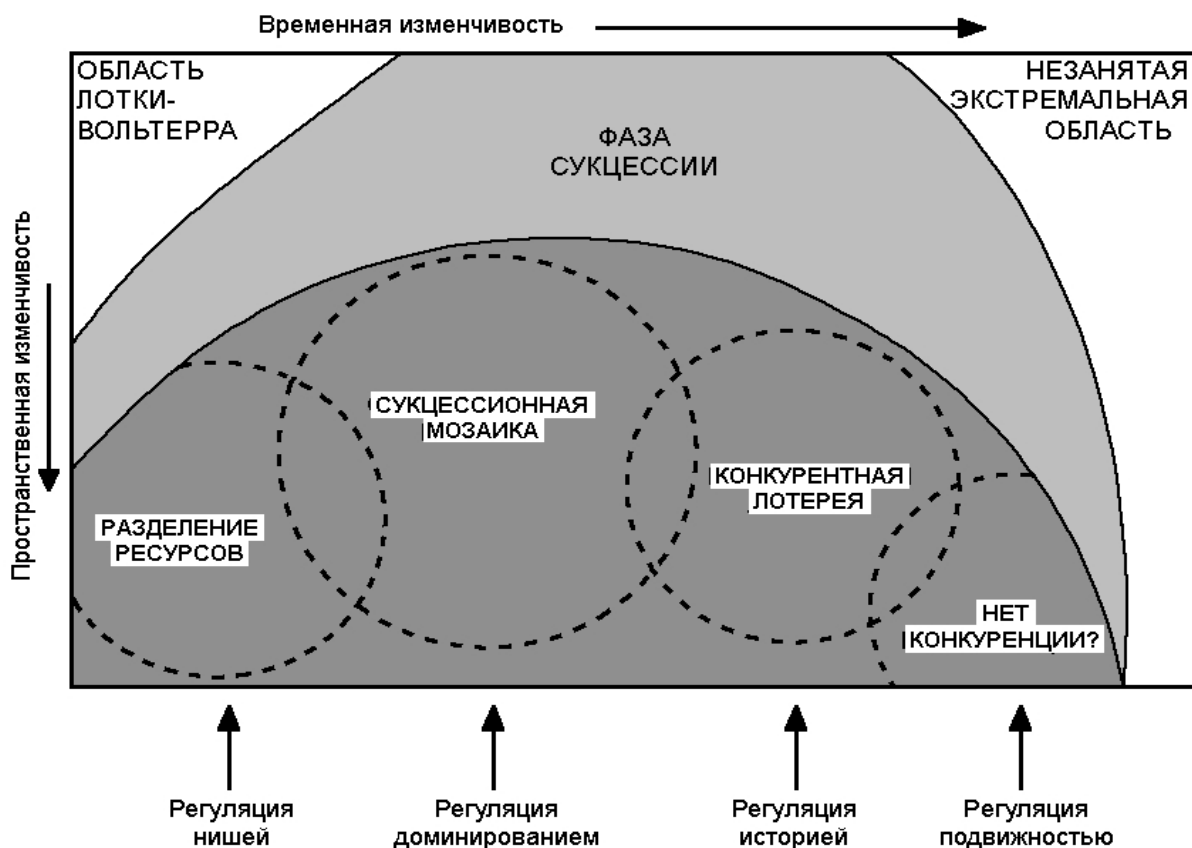 Временная изменчивость
ОБЛАСТЬ
ЛОТКИ-
ВОЛЬТЕРРА
НЕЗАНЯТАЯ
ЭКСТРЕМАЛЬНАЯ
ОБЛАСТЬ
ФАЗА
СУКЦЕССИИ
Пространственная изменчивость
СУКЦЕССИОННАЯ
МОЗАИКА
КОНКУРЕНТНАЯ
ЛОТЕРЕЯ
РАЗДЕЛЕНИЕ
РЕСУРСОВ
НЕТ
КОНКУРЕНЦИИ?
Регуляция
нишей
Регуляция
доминированием
Регуляция
историей
Регуляция
подвижностью